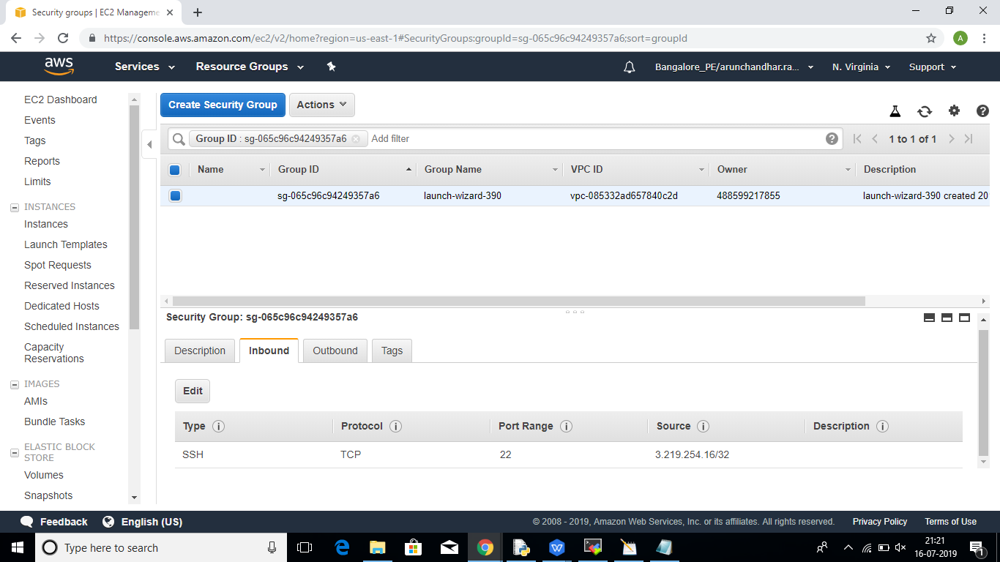 Security groups | EC2 Manageme
https://console.aws.amazon.com/ec2/v2/home?region=us-east-1#SecurityGroups:groupId=sg-065c96c94249357a6;sort=groupId
A
aws
Services
Resource Groups
Bangalore_PE/arunchandhar.ra...
N. Virginia
Support
EC2 Dashboard
Events
Tags
Reports
Limits
INSTANCES
Instances
Launch Templates
Spot Requests
Reserved Instances
Dedicated Hosts
Scheduled Instances
Capacity
Reservations
IMAGES
AMIs
Bundle Tasks
ELASTIC BLOCK
STORE
Volumes
Snapshots
Create Security Group
Actions
Group ID : sg-065c96c94249357a6
Add filter
1 to 1 of 1
Name
Group ID
Group Name
VPC ID
Owner
Description
sg-065c96c94249357a6
launch-wizard-390
vpc-085332ad657840c2d
488599217855
launch-wizard-390 created 20
Security Group: sg-065c96c94249357a6
Description
Inbound
Outbound
Tags
Edit
Type
Protocol
Port Range
Source
Description
SSH
TCP
22
3.219.254.16/32
Feedback
English (US)
© 2008 - 2019, Amazon Web Services, Inc. or its affiliates. All rights reserved.
Privacy Policy
Terms of Use
Type here to search
21:21
16-07-2019
1